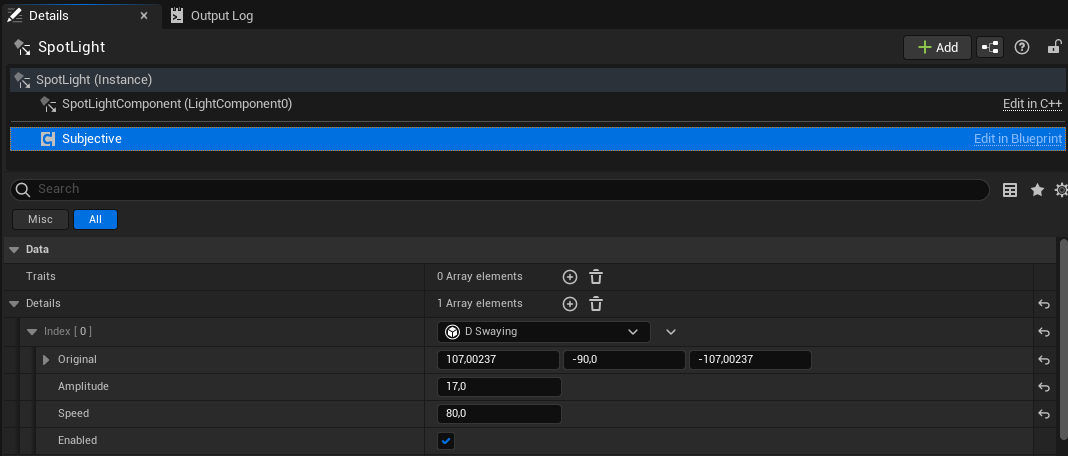 Details × Output Log
SpotLight + Add
SpotLight (Instance)
SpotLightComponent (LightComponent0) Edit in C++
Subjective Edit in Blueprint
Search
Misc All
Data
Traits 0 Array elements
Details 1 Array elements
Index [ 0 ] D Swaying
Original 107,00237 -90,0 -107,00237
Amplitude 17,0
Speed 80,0
Enabled